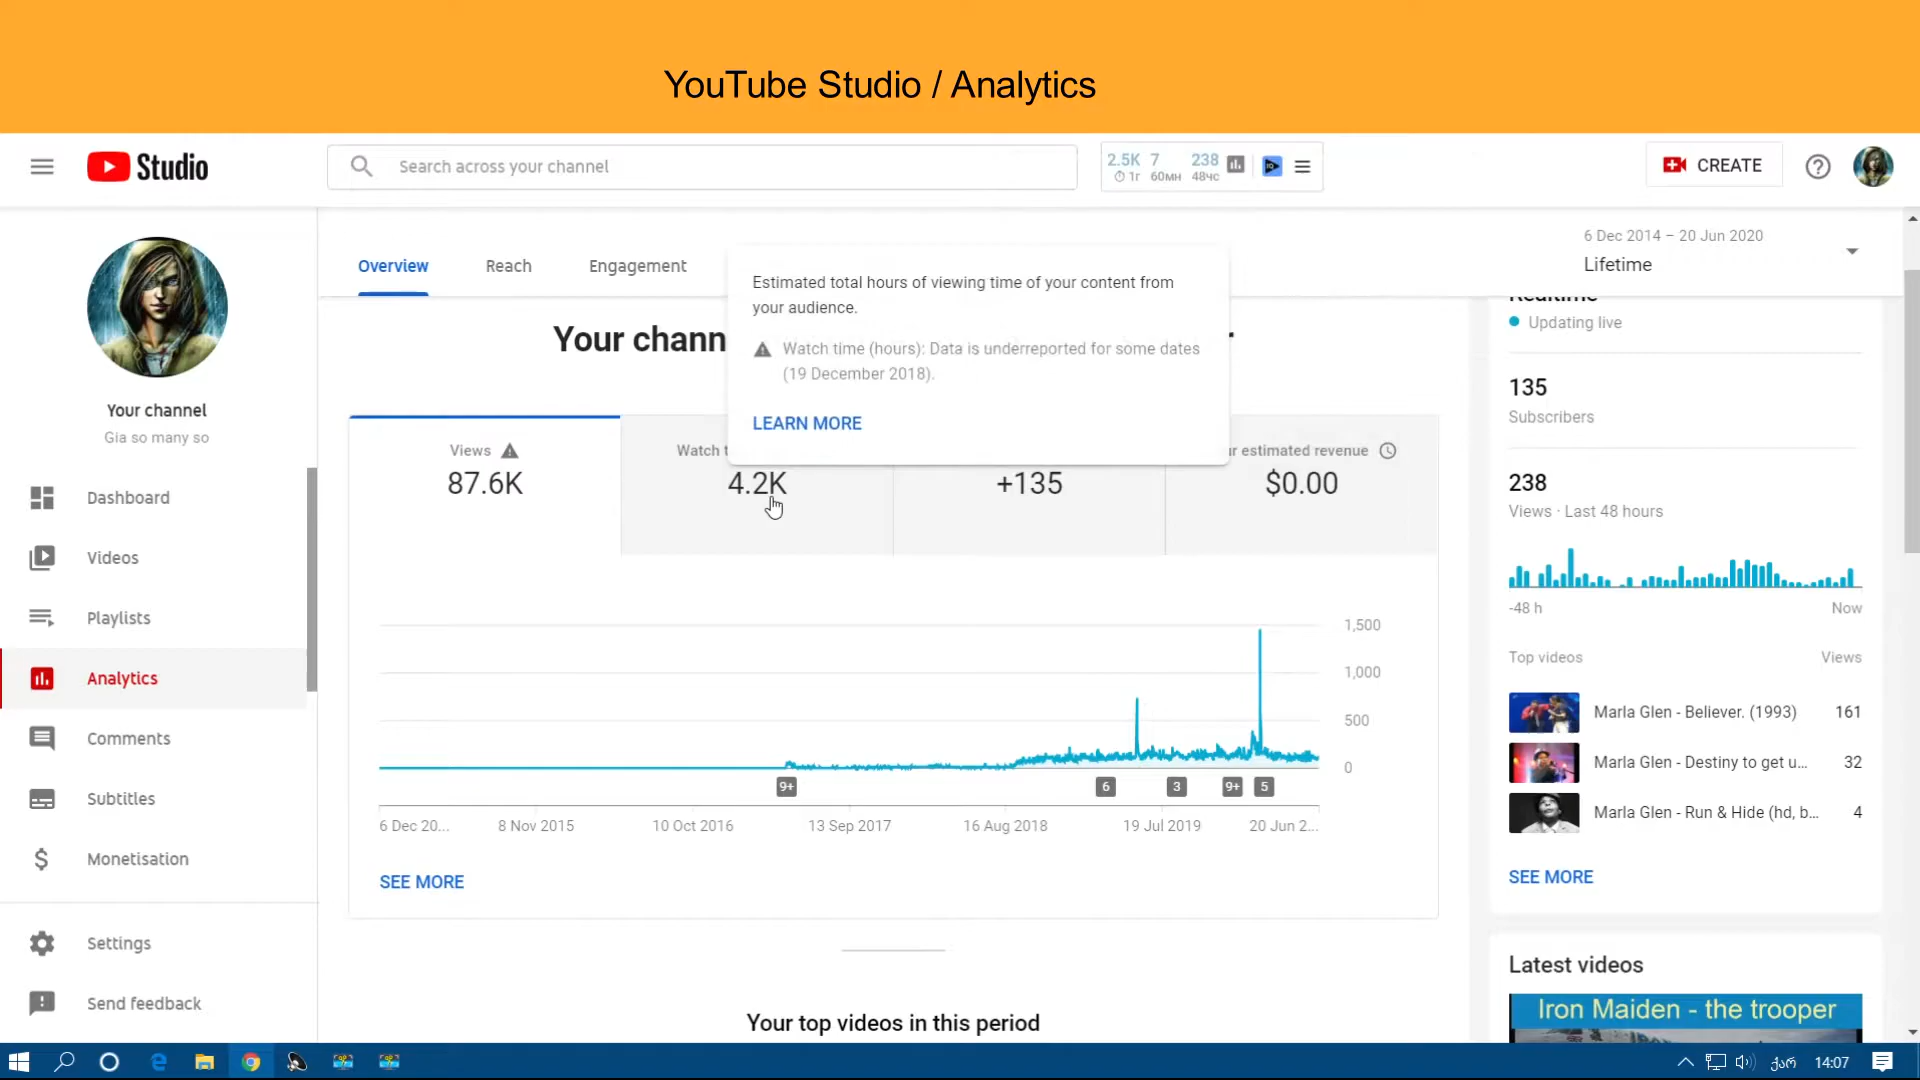 YouTube Studio / Analytics
Studio
Search across your channel
2.5K 7 238
1г 60мн 48чс
CREATE
Your channel
Gia so many so
Dashboard
Videos
Playlists
Analytics
Comments
Subtitles
Monetisation
Settings
Send feedback
Overview
Reach
Engagement
6 Dec 2014 – 20 Jun 2020
Lifetime
Your chann
Estimated total hours of viewing time of your content from
your audience.
Watch time (hours): Data is underreported for some dates
(19 December 2018).
LEARN MORE
Views
87.6K
Watch t
4.2K
+135
ur estimated revenue
$0.00
1,500
1,000
500
0
9+ 6 3 9+ 5
6 Dec 20... 8 Nov 2015 10 Oct 2016 13 Sep 2017 16 Aug 2018 19 Jul 2019 20 Jun 2...
SEE MORE
Your top videos in this period
Realtime
Updating live
135
Subscribers
238
Views · Last 48 hours
-48 h Now
Top videos Views
Marla Glen - Believer. (1993) 161
Marla Glen - Destiny to get u... 32
Marla Glen - Run & Hide (hd, b... 4
SEE MORE
Latest videos
Iron Maiden - the trooper
ქარ 14:07